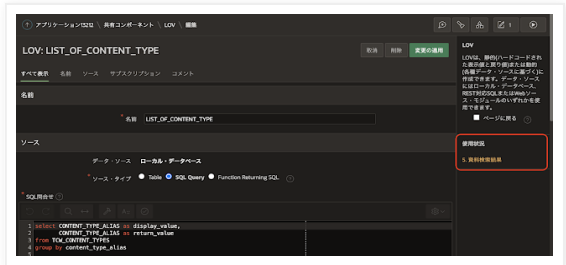 アプリケーション13212 \ 共有コンポーネント \ LOV \ 編集
1
LOV: LIST_OF_CONTENT_TYPE
取消 削除 変更の適用
すべて表示 名前 ソース サブスクリプション コメント
名前
* 名前 LIST_OF_CONTENT_TYPE
ソース
データ・ソース ローカル・データベース
* ソース・タイプ Table SQL Query Function Returning SQL
* SQL問合せ
1 select CONTENT_TYPE_ALIAS as display_value,
2 CONTENT_TYPE_ALIAS as return_value
3 from TCW_CONTENT_TYPES
4 group by content_type_alias
5
LOV
LOVは、静的(ハードコードされ
た表示値と戻り値)または動的
(各種データ・ソースに基づく)に
作成できます。データ・ソース
にはローカル・データベース、
REST対応SQLまたはWebソー
ス・モジュールのいずれかを使
用できます。
ページに戻る
使用状況
5. 資料検索結果